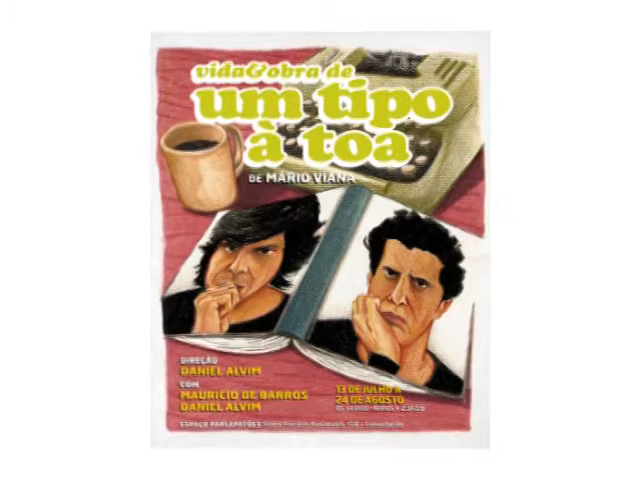 vida&obra de
um tipo
à toa
DE MÁRIO VIANA
DIREÇÃO
DANIEL ALVIM
COM
MAURICIO DE BARROS
DANIEL ALVIM
13 DE JULHO A
24 DE AGOSTO
ESPAÇO PARLAPATÕES